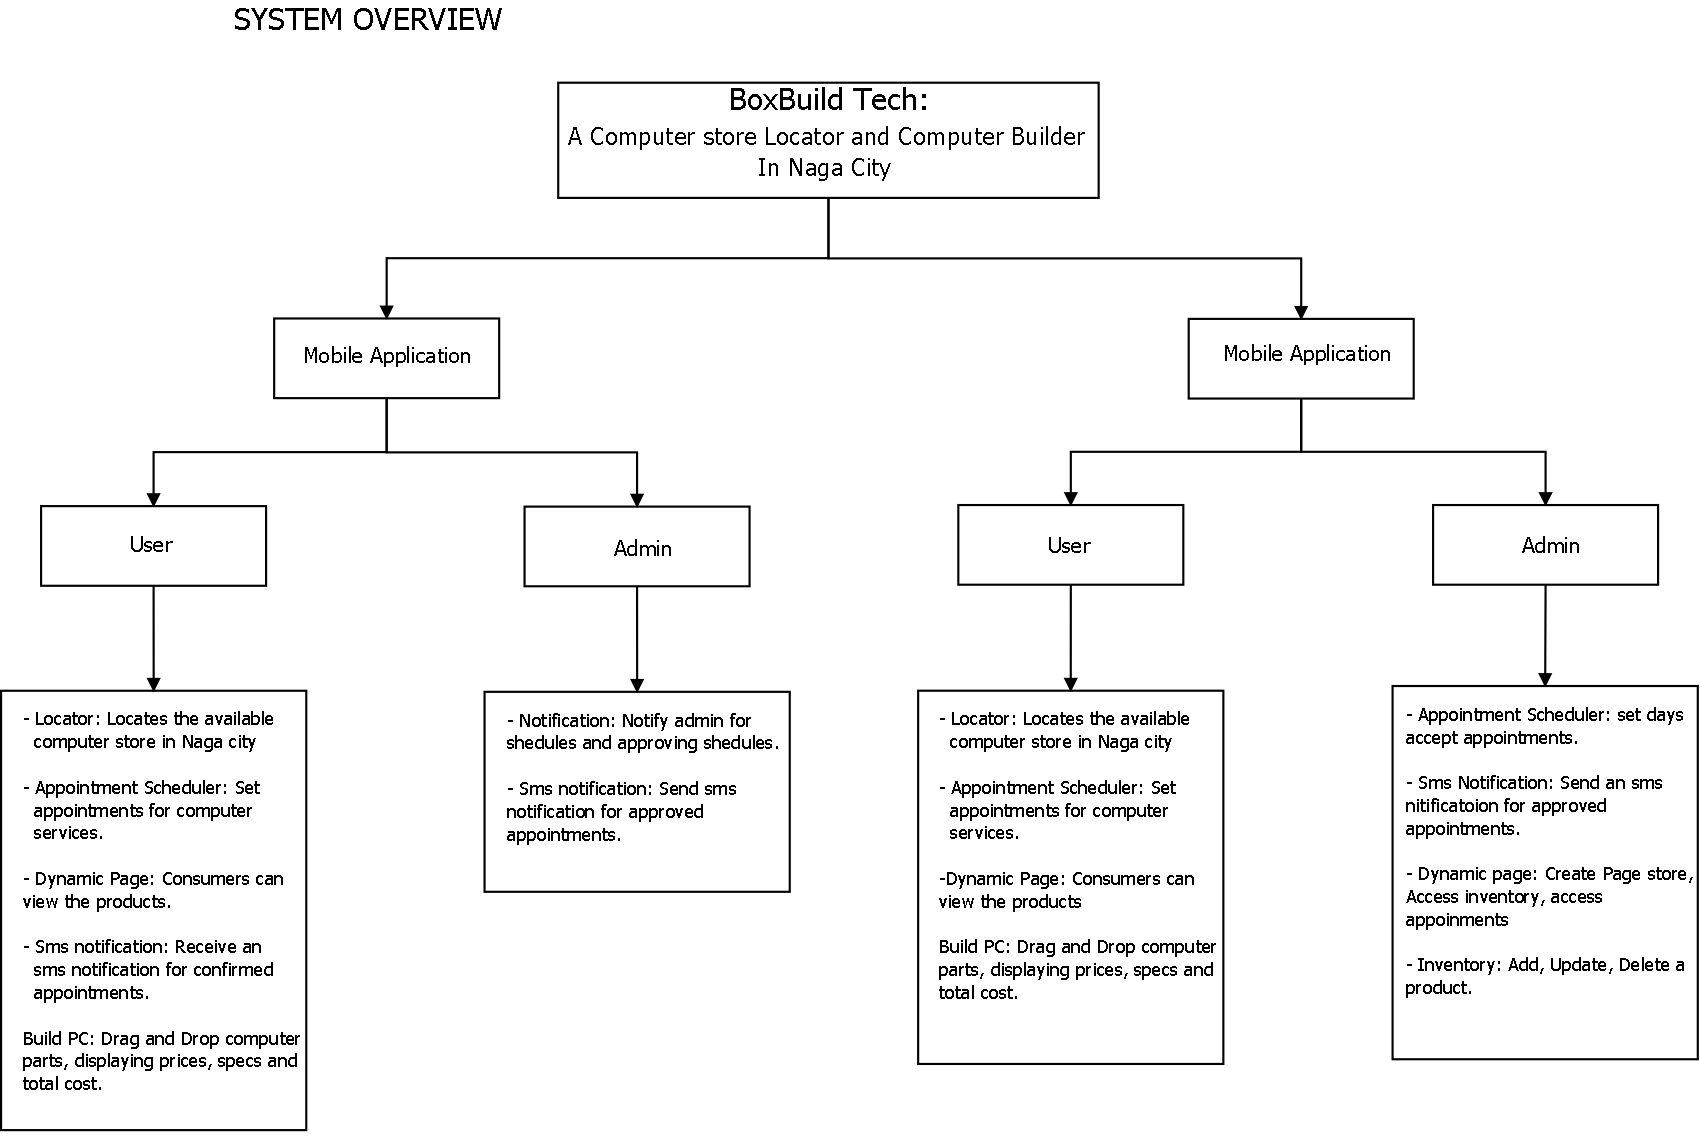 SYSTEM OVERVIEW
BoxBuild Tech:
A Computer store Locator and Computer Builder
In Naga City
Mobile Application
Mobile Application
User
Admin
User
Admin
- Locator: Locates the available
computer store in Naga city
- Appointment Scheduler: Set
appointments for computer
services.
- Dynamic Page: Consumers can
view the products.
- Sms notification: Receive an
sms notification for confirmed
appointments.
Build PC: Drag and Drop computer
parts, displaying prices, specs and
total cost.
- Notification: Notify admin for
shedules and approving shedules.
- Sms notification: Send sms
notification for approved
appointments.
- Locator: Locates the available
computer store in Naga city
- Appointment Scheduler: Set
appointments for computer
services.
-Dynamic Page: Consumers can
view the products
Build PC: Drag and Drop computer
parts, displaying prices, specs and
total cost.
- Appointment Scheduler: set days
accept appointments.
- Sms Notification: Send an sms
nitificatoion for approved
appointments.
- Dynamic page: Create Page store,
Access inventory, access
appoinments
- Inventory: Add, Update, Delete a
product.